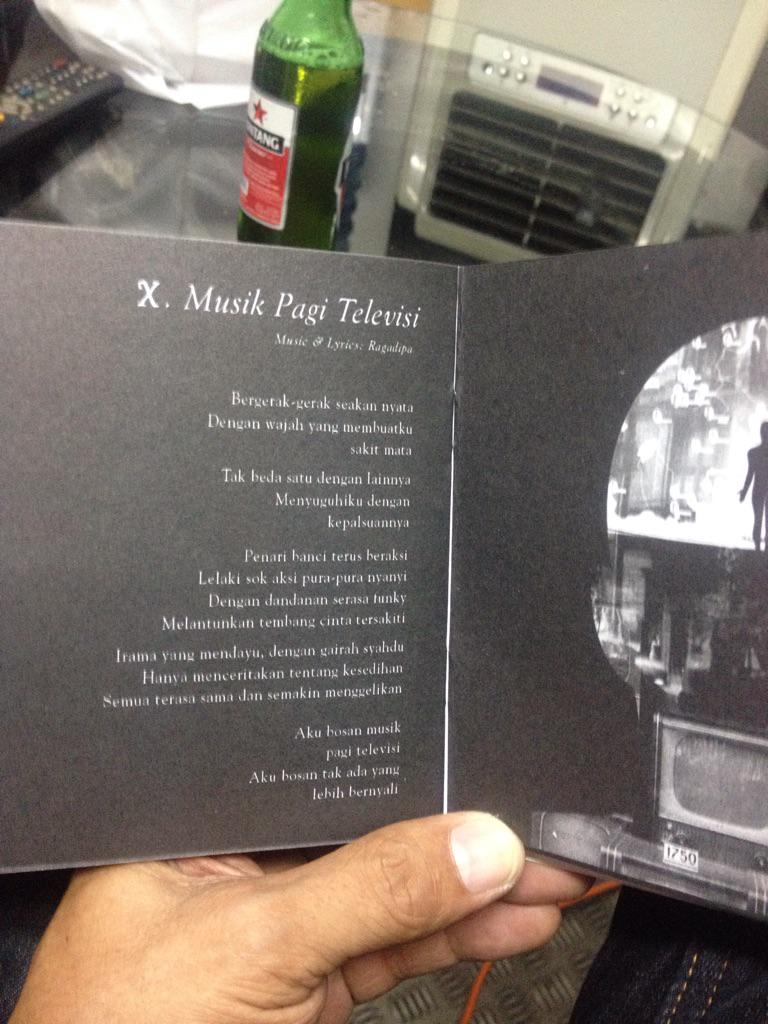 NTANG
X. Musik Pagi Televisi
Music & Lyrics: Ragadipa
Bergerak-gerak seakan nyata
Dengan wajah yang membuatku
sakit mata
Tak beda satu dengan lainnya
Menyuguhiku dengan
kepalsuannya
Penari banci terus beraksi
Lelaki sok aksi pura-pura nyanyi
Dengan dandanan serasa funky
Melantunkan tembang cinta tersakiti
Irama yang mendayu, dengan gairah syahdu
Hanya menceritakan tentang kesedihan
Semua terasa sama dan semakin menggelikan
Aku bosan musik
pagi televisi
Aku bosan tak ada yang
lebih bernyali
1750